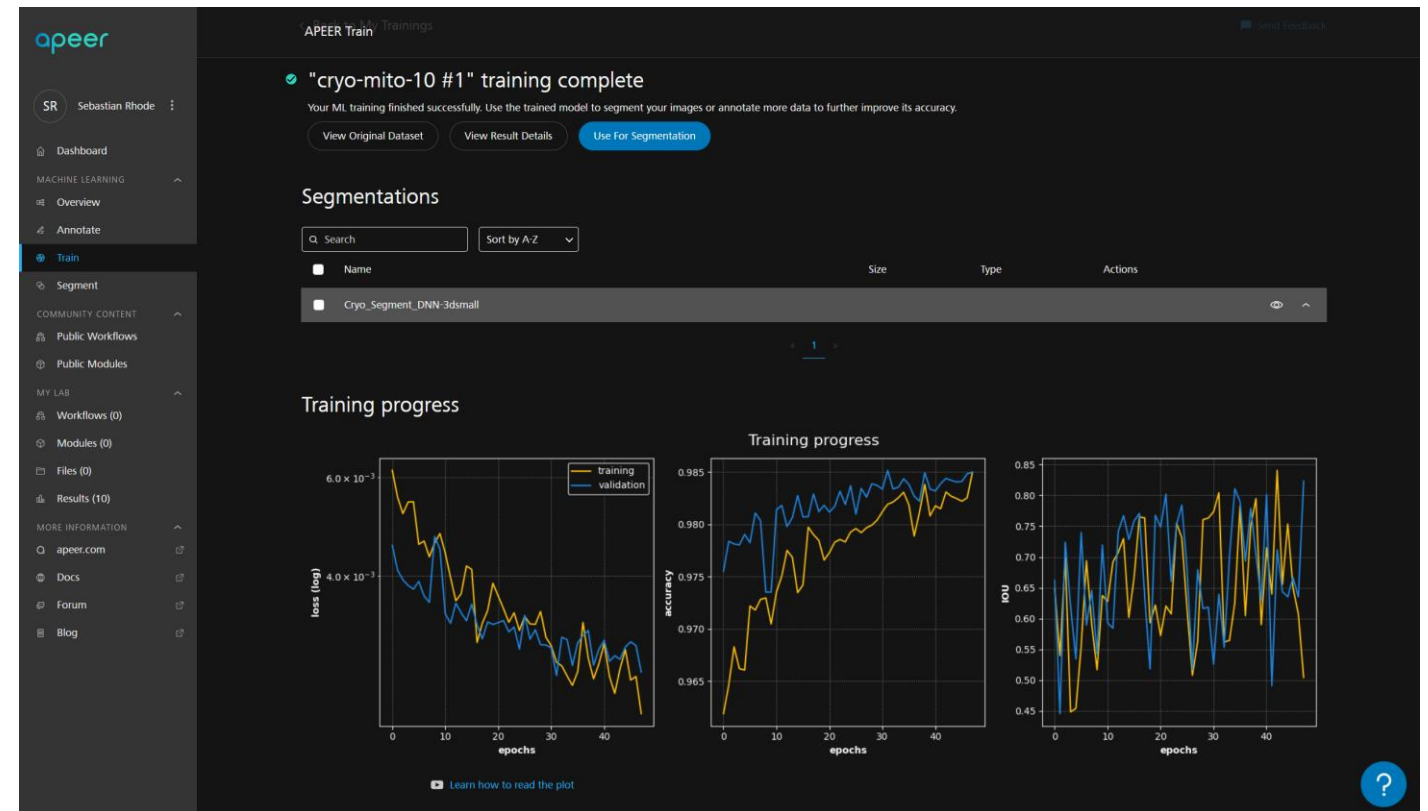 apeer
SR Sebastian Rhode
Dashboard
MACHINE LEARNING
Overview
Annotate
Train
Segment
COMMUNITY CONTENT
Public Workflows
Public Modules
MY LAB
Workflows (0)
Modules (0)
Files (0)
Results (10)
MORE INFORMATION
apeer.com
Docs
Forum
Blog
< Back to My Trainings
APEER Train
Send Feedback
"cryo-mito-10 #1" training complete
Your ML training finished successfully. Use the trained model to segment your images or annotate more data to further improve its accuracy.
View Original Dataset View Result Details Use For Segmentation
Segmentations
Search Sort by A-Z
Name Size Type Actions
Cryo_Segment_DNN-3dsmall
« 1 »
Training progress
Training progress
training
validation
6.0 × 10⁻³
4.0 × 10⁻³
loss (log)
0 10 20 30 40
epochs
0.985
0.980
0.975
0.970
0.965
accuracy
0 10 20 30 40
epochs
0.85
0.80
0.75
0.70
0.65
0.60
0.55
0.50
0.45
IOU
0 10 20 30 40
epochs
Learn how to read the plot
?